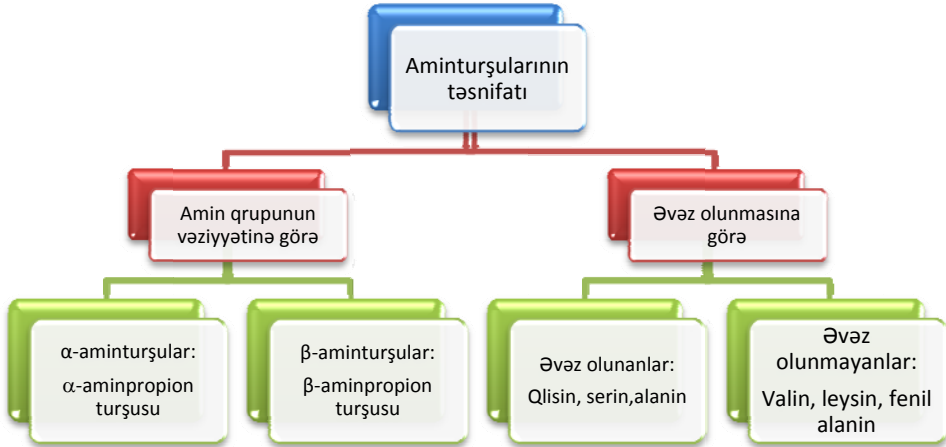 Aminturşularının
təsnifatı
Amin qrupunun
vəziyyətinə görə
Əvəz olunmasına
görə
α-aminturşular:
α-aminpropion
turşusu
β-aminturşular:
β-aminpropion
turşusu
Əvəz olunanlar:
Qlisin, serin,alanin
Əvəz
olunmayanlar:
Valin, leysin, fenil
alanin